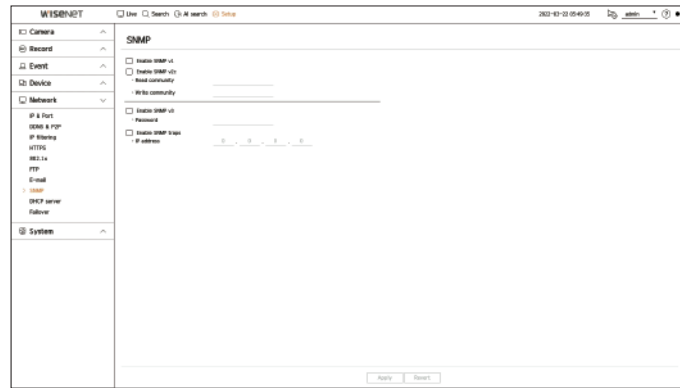 WISENET
Live Search AI search Setup
2022-03-22 05:49:35 admin
Camera
Record
Event
Device
Network
IP & Port
DDNS & P2P
IP filtering
HTTPS
802.1x
FTP
E-mail
> SNMP
DHCP server
Failover
System
SNMP
Enable SNMP v1
Enable SNMP v2c
• Read community
• Write community
Enable SNMP v3
• Password
Enable SNMP traps
• IP address 0 . 0 . 0 . 0
Apply Revert